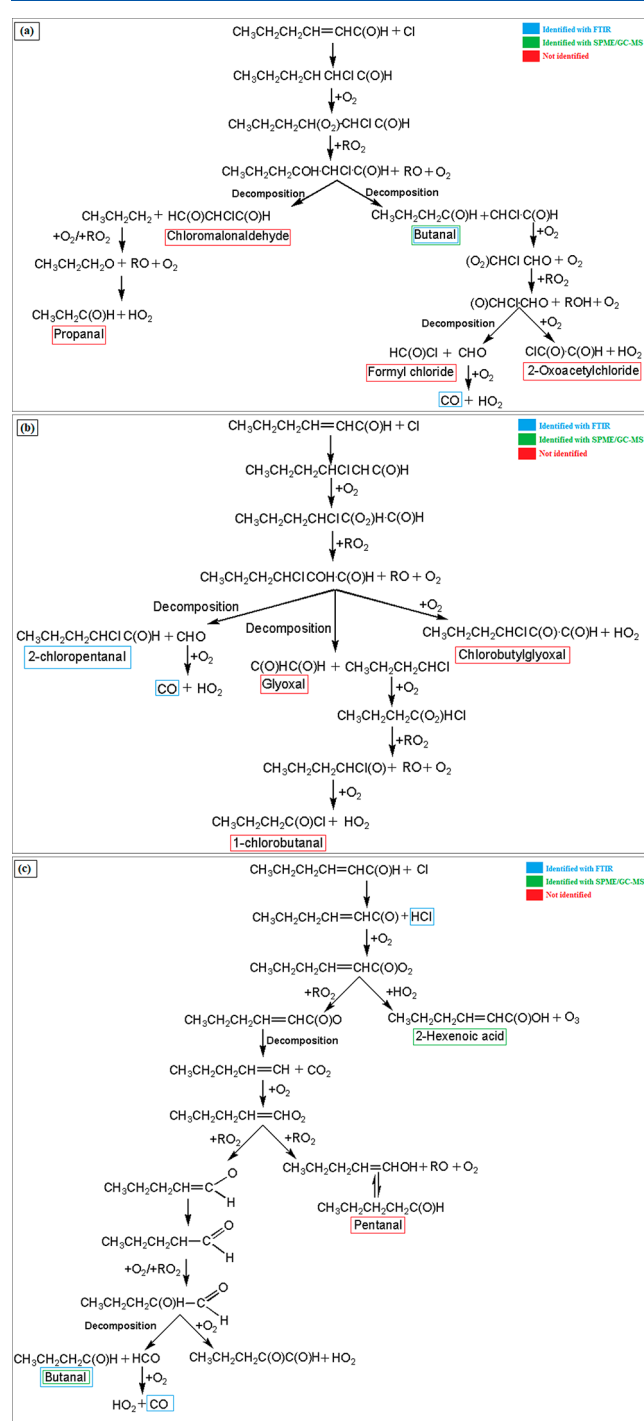 (a)
Identified with FTIR
Identified with SPME/GC-MS
Not identified
CH₃CH₂CH₂CH=CHC(O)H + Cl
CH₃CH₂CH₂CH CHCl C(O)H
+O₂
CH₃CH₂CH₂CH(O₂)·CHCl C(O)H
+RO₂
CH₃CH₂CH₂COH·CHCl·C(O)H + RO + O₂
Decomposition Decomposition
CH₃CH₂CH₂ + HC(O)CHClC(O)H CH₃CH₂CH₂C(O)H + CHCl·C(O)H
+O₂/+RO₂ Chloromalonaldehyde Butanal +O₂
CH₃CH₂CH₂O + RO + O₂ (O₂)CHCl CHO + O₂
+RO₂
CH₃CH₂C(O)H + HO₂ (O)CHCl·CHO + ROH + O₂
Propanal Decomposition +O₂
HC(O)Cl + CHO ClC(O)·C(O)H + HO₂
Formyl chloride +O₂ 2-Oxoacetylchloride
CO + HO₂
(b)
Identified with FTIR
Identified with SPME/GC-MS
Not identified
CH₃CH₂CH₂CH=CHC(O)H + Cl
CH₃CH₂CH₂CHClCHC(O)H
+O₂
CH₃CH₂CH₂CHClC(O₂)H·C(O)H
+RO₂
CH₃CH₂CH₂CHClCOH·C(O)H + RO + O₂
Decomposition Decomposition +O₂
CH₃CH₂CH₂CHCl C(O)H + CHO CH₃CH₂CH₂CHClC(O)·C(O)H + HO₂
2-chloropentanal +O₂ Chlorobutylglyoxal
C(O)HC(O)H + CH₃CH₂CH₂CHCl
CO + HO₂ Glyoxal +O₂
CH₃CH₂CH₂C(O₂)HCl
+RO₂
CH₃CH₂CH₂CHCl(O) + RO + O₂
+O₂
CH₃CH₂CH₂C(O)Cl + HO₂
1-chlorobutanal
(c)
Identified with FTIR
Identified with SPME/GC-MS
Not identified
CH₃CH₂CH₂CH=CHC(O)H + Cl
CH₃CH₂CH₂CH=CHC(O) + HCl
+O₂
CH₃CH₂CH₂CH=CHC(O)O₂
+RO₂ +HO₂
CH₃CH₂CH₂CH=CHC(O)O CH₃CH₂CH₂CH=CHC(O)OH + O₃
Decomposition 2-Hexenoic acid
CH₃CH₂CH₂CH=CH + CO₂
+O₂
CH₃CH₂CH₂CH=CHO₂
+RO₂ +RO₂
CH₃CH₂CH₂CH=C O H CH₃CH₂CH₂CH=CHOH + RO + O₂
CH₃CH₂CH₂CH₂C(O)H
Pentanal
CH₃CH₂CH₂CH—C O H
+O₂/+RO₂
CH₃CH₂CH₂C(O)H—C O H
Decomposition +O₂
CH₃CH₂CH₂C(O)H + HCO CH₃CH₂CH₂C(O)C(O)H + HO₂
Butanal +O₂
HO₂ + CO